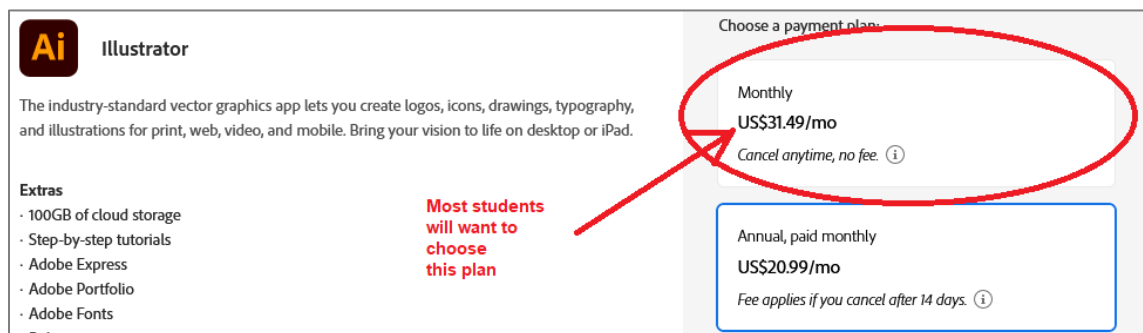 Ai
Illustrator
The industry-standard vector graphics app lets you create logos, icons, drawings, typography,
and illustrations for print, web, video, and mobile. Bring your vision to life on desktop or iPad.
Extras
· 100GB of cloud storage
· Step-by-step tutorials
· Adobe Express
· Adobe Portfolio
· Adobe Fonts
Most students
will want to
choose
this plan
Choose a payment plan:
Monthly
US$31.49/mo
Cancel anytime, no fee.
Annual, paid monthly
US$20.99/mo
Fee applies if you cancel after 14 days.